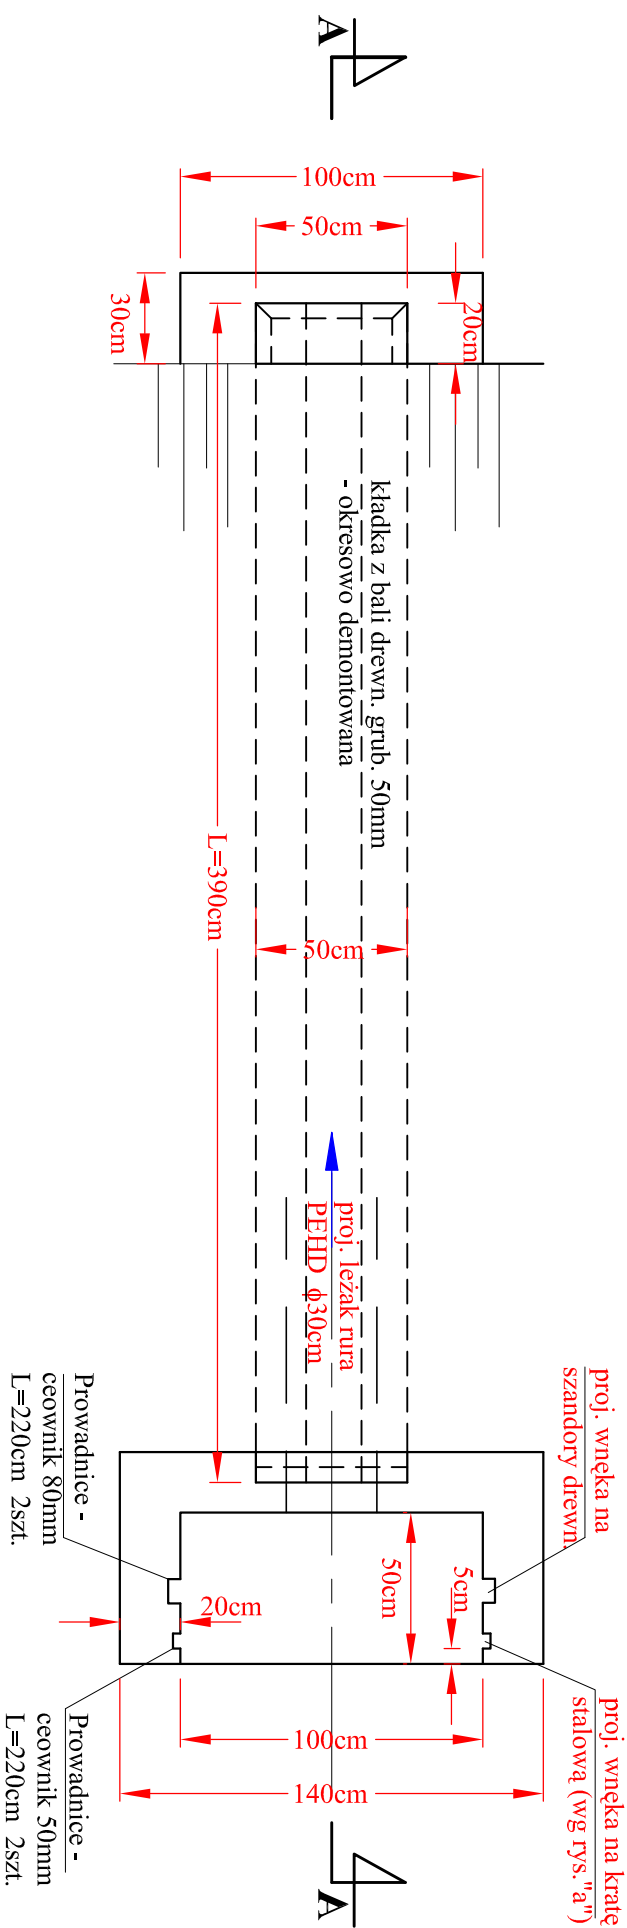 A
100cm
50cm
30cm
20cm
kładka z bali drewn. grub. 50mm
- okresowo demontowana
L=390cm
50cm
proj. leżak rura
PEHD ϕ30cm
proj. wnęka na
szandory drewn.
Prowadnice -
ceownik 80mm
L=220cm 2szt.
50cm
5cm
20cm
proj. wnęka na kratę
stalową (wg rys."a")
Prowadnice -
ceownik 50mm
L=220cm 2szt.
100cm
140cm
A